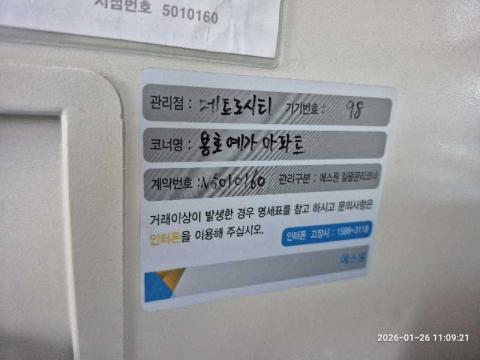 지점번호 5010160
관리점 : 메트로시티 기기번호 : 98
코너명 : 용호예가아파트
계약번호 : N5010160 관리구분 : 에스원 일괄관리코너
거래이상이 발생한 경우 명세표를 참고 하시고 문의사항은
인터폰을 이용해 주십시오.
인터폰 고장시 : 1588-3118
에스원
2026-01-26 11:09:21